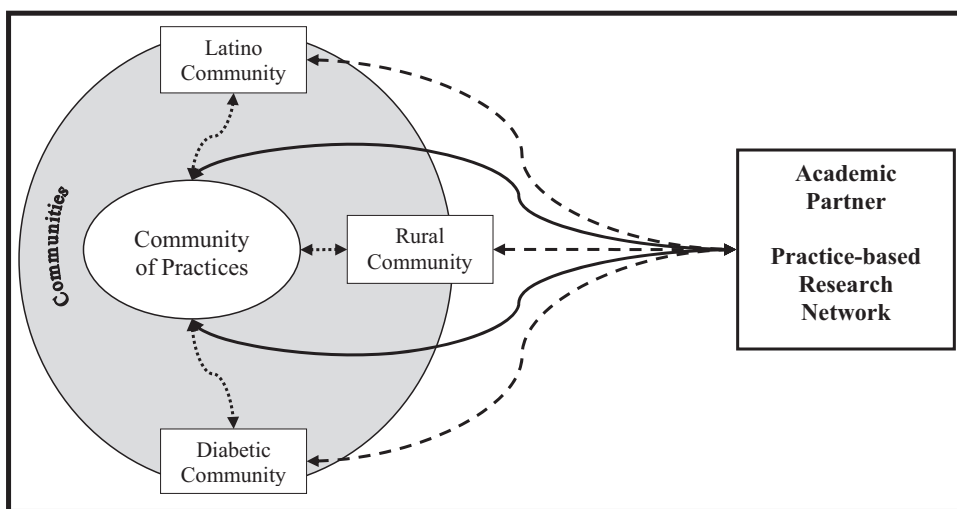 Latino
Community
Communities
Community
of Practices
Rural
Community
Diabetic
Community
Academic
Partner
Practice-based
Research
Network